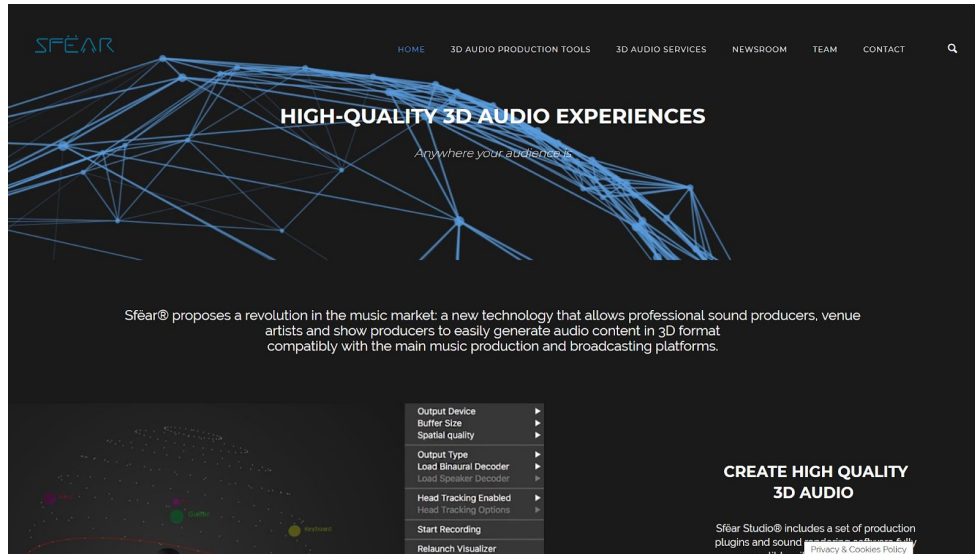 SFËAR
HOME 3D AUDIO PRODUCTION TOOLS 3D AUDIO SERVICES NEWSROOM TEAM CONTACT
HIGH-QUALITY 3D AUDIO EXPERIENCES
Anywhere your audience is
Sfëar® proposes a revolution in the music market: a new technology that allows professional sound producers, venue
artists and show producers to easily generate audio content in 3D format
compatibly with the main music production and broadcasting platforms.
Output Device
Buffer Size
Spatial quality
Output Type
Load Binaural Decoder
Load Speaker Decoder
Head Tracking Enabled
Head Tracking Options
Start Recording
Relaunch Visualizer
Guitar
Keyboard
CREATE HIGH QUALITY
3D AUDIO
Sfëar Studio® includes a set of production
plugins and sound rendering software fully
Privacy & Cookies Policy